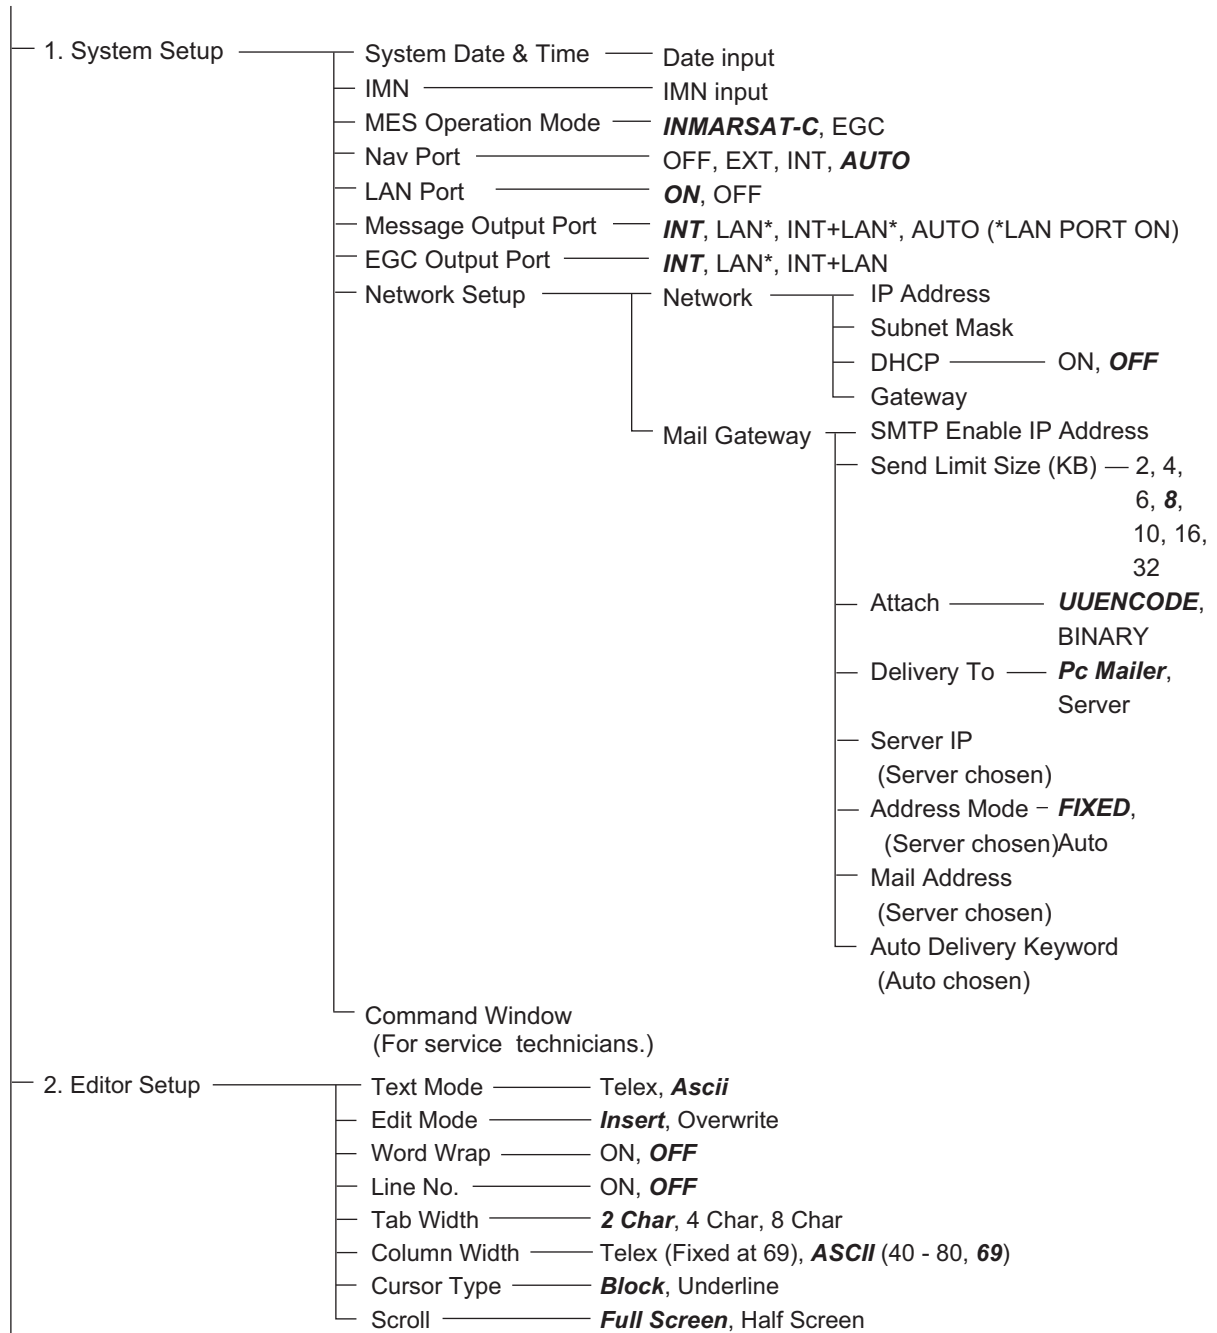 1. System Setup System Date & Time Date input
IMN IMN input
MES Operation Mode INMARSAT-C, EGC
Nav Port OFF, EXT, INT, AUTO
LAN Port ON, OFF
Message Output Port INT, LAN*, INT+LAN*, AUTO (*LAN PORT ON)
EGC Output Port INT, LAN*, INT+LAN
Network Setup Network IP Address
Subnet Mask
DHCP ON, OFF
Gateway
Mail Gateway SMTP Enable IP Address
Send Limit Size (KB) 2, 4,
6, 8,
10, 16,
32
Attach UUENCODE,
BINARY
Delivery To Pc Mailer,
Server
Server IP
(Server chosen)
Address Mode FIXED,
(Server chosen)Auto
Mail Address
(Server chosen)
Auto Delivery Keyword
(Auto chosen)
Command Window
(For service technicians.)
2. Editor Setup Text Mode Telex, Ascii
Edit Mode Insert, Overwrite
Word Wrap ON, OFF
Line No. ON, OFF
Tab Width 2 Char, 4 Char, 8 Char
Column Width Telex (Fixed at 69), ASCII (40 - 80, 69)
Cursor Type Block, Underline
Scroll Full Screen, Half Screen